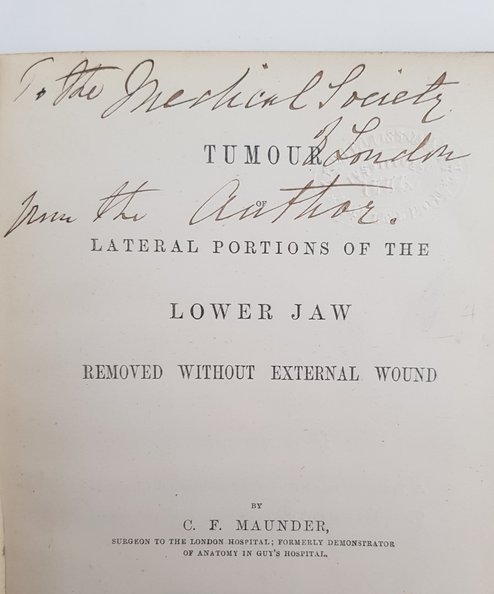 To the Medical Society
of London
from the Author.
TUMOUR
OF
LATERAL PORTIONS OF THE
LOWER JAW
REMOVED WITHOUT EXTERNAL WOUND
BY
C. F. MAUNDER,
SURGEON TO THE LONDON HOSPITAL; FORMERLY DEMONSTRATOR
OF ANATOMY IN GUY'S HOSPITAL.